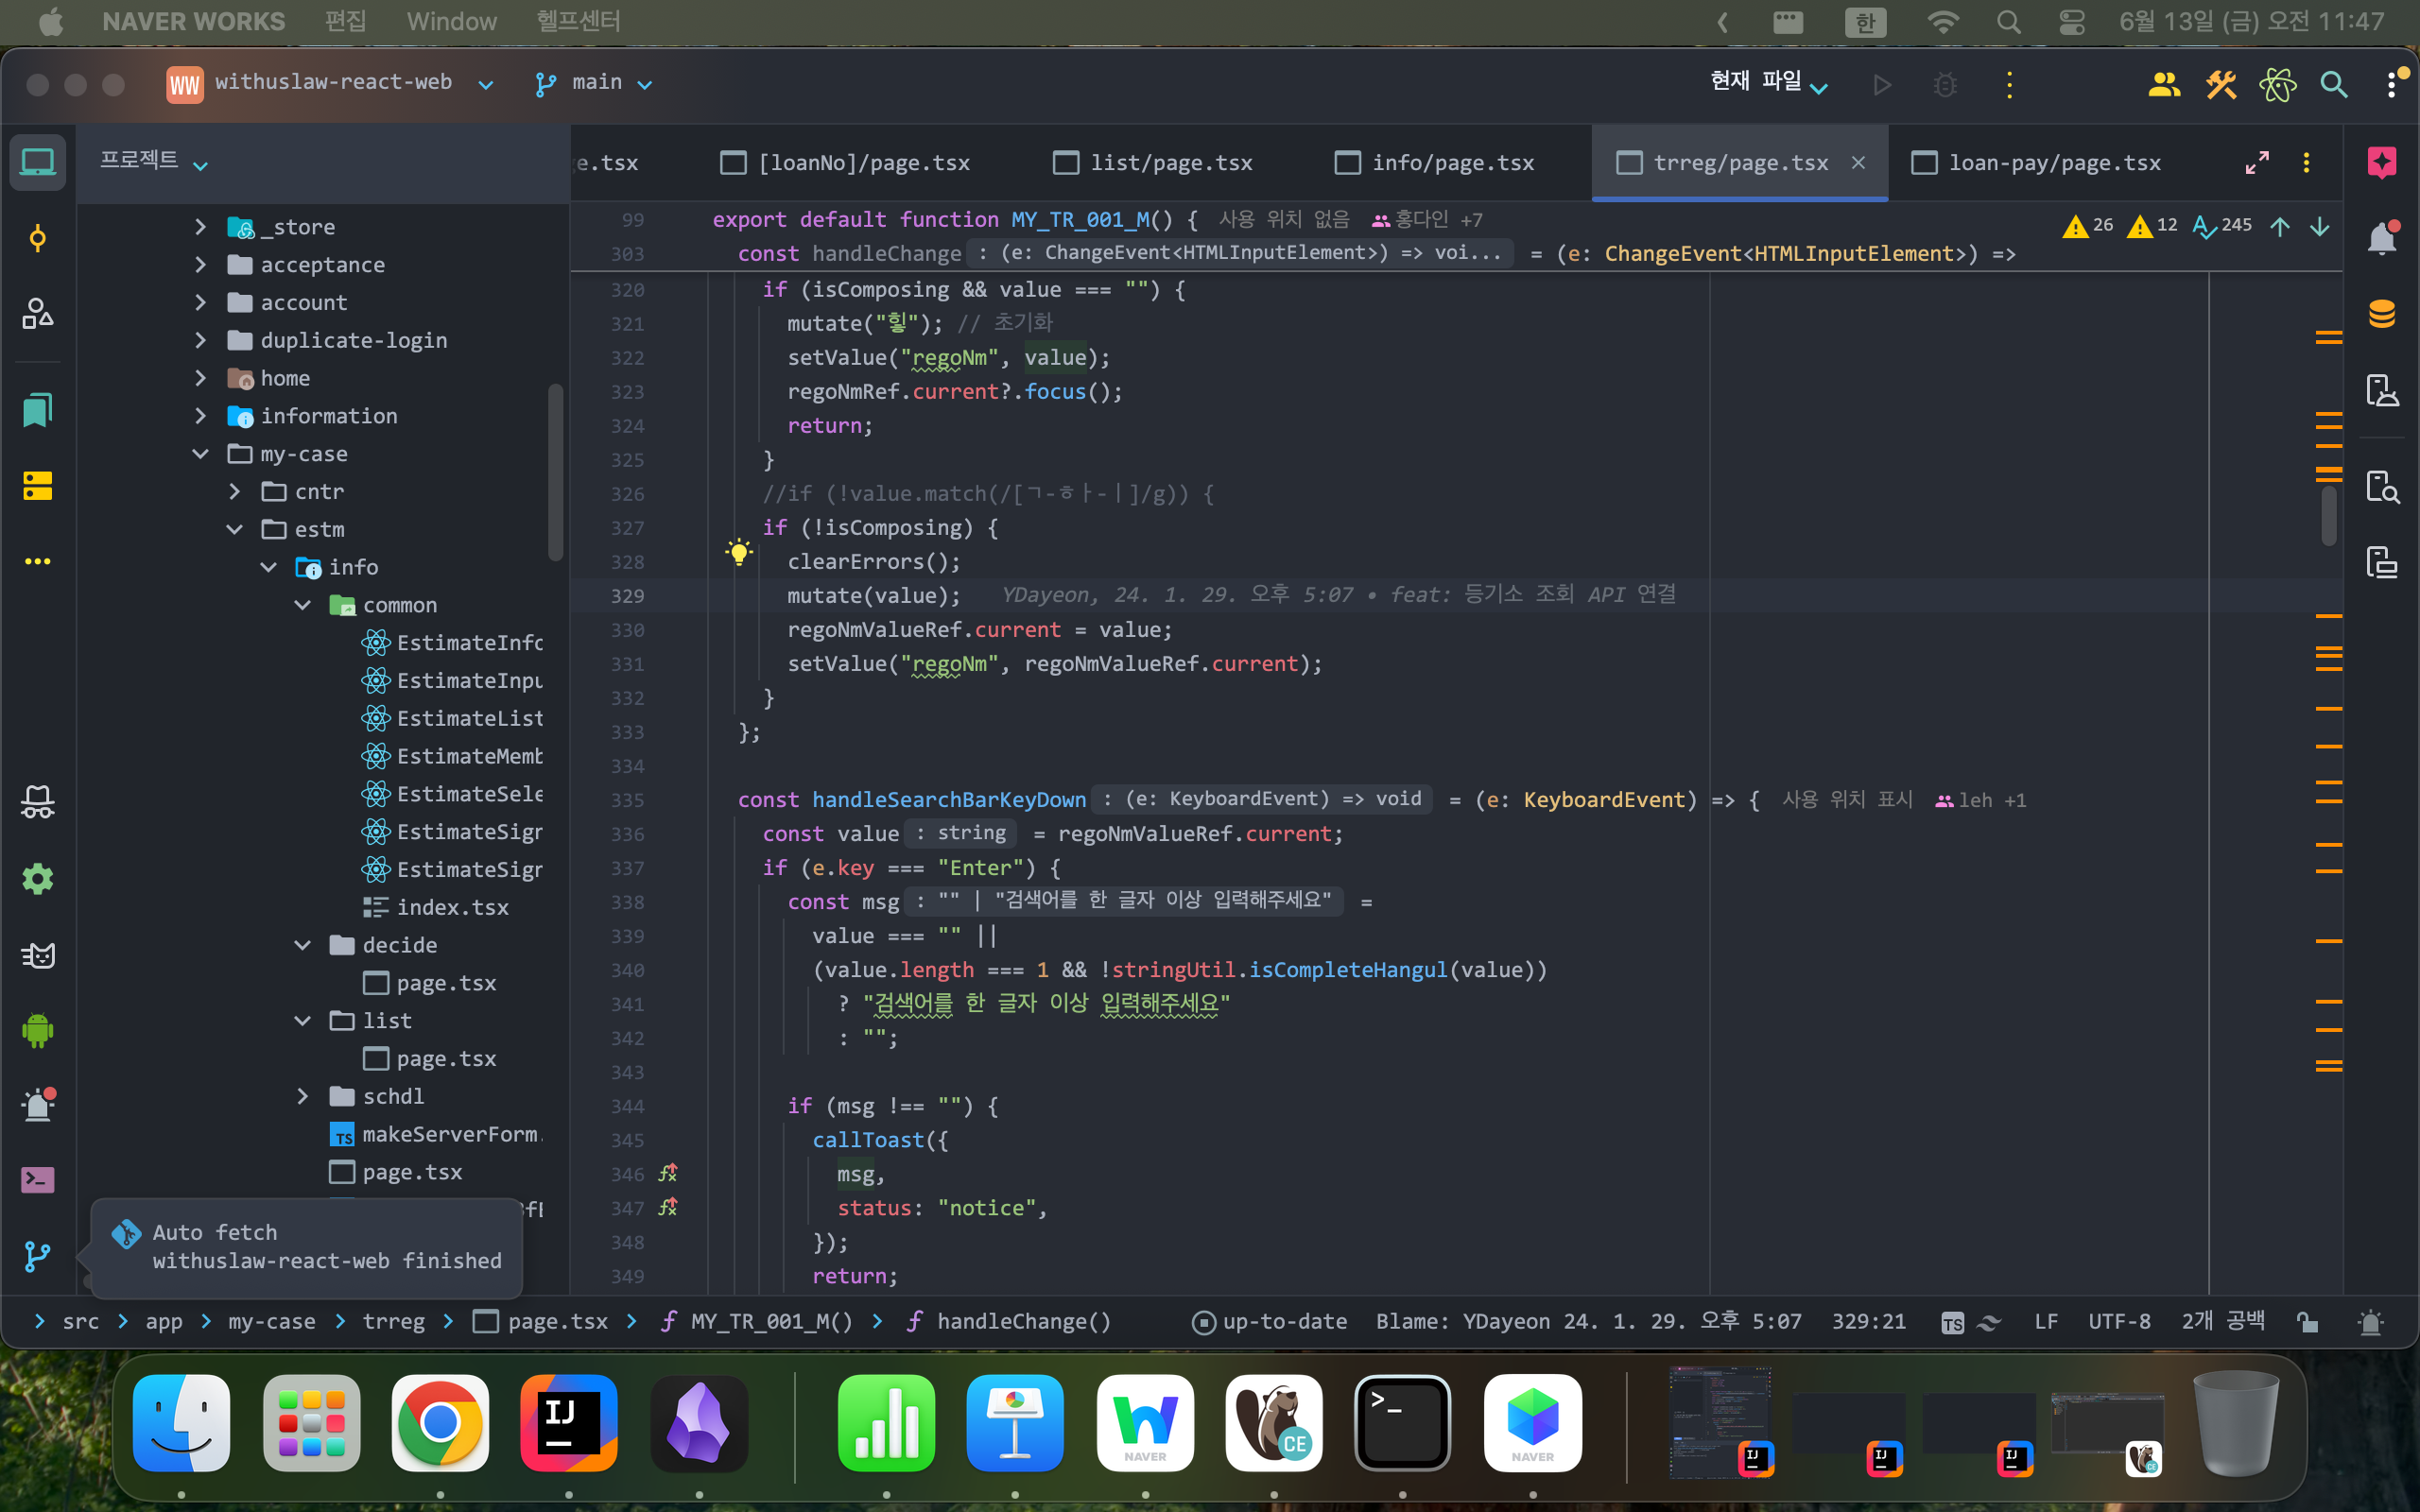 NAVER WORKS 편집 Window 헬프센터 한 6월 13일 (금) 오전 11:47
WW withuslaw-react-web main 현재 파일
프로젝트
_store
acceptance
account
duplicate-login
home
information
my-case
cntr
estm
info
common
EstimateInfo
EstimateInpu
EstimateList
EstimateMemb
EstimateSele
EstimateSigr
EstimateSigr
index.tsx
decide
page.tsx
list
page.tsx
schdl
TS makeServerForm.
page.tsx
Auto fetch
withuslaw-react-web finished
e.tsx [loanNo]/page.tsx list/page.tsx info/page.tsx trreg/page.tsx × loan-pay/page.tsx
99 export default function MY_TR_001_M() { 사용 위치 없음 홍다인 +7
26 12 245
303 const handleChange : (e: ChangeEvent<HTMLInputElement>) => voi... = (e: ChangeEvent<HTMLInputElement>) =>
320 if (isComposing && value === "") {
321 mutate("힣"); // 초기화
322 setValue("regoNm", value);
323 regoNmRef.current?.focus();
324 return;
325 }
326 //if (!value.match(/[ㄱ-ㅎㅏ-ㅣ]/g)) {
327 if (!isComposing) {
328 clearErrors();
329 mutate(value); YDayeon, 24. 1. 29. 오후 5:07 • feat: 등기소 조회 API 연결
330 regoNmValueRef.current = value;
331 setValue("regoNm", regoNmValueRef.current);
332 }
333 };
334
335 const handleSearchBarKeyDown : (e: KeyboardEvent) => void = (e: KeyboardEvent) => { 사용 위치 표시 leh +1
336 const value : string = regoNmValueRef.current;
337 if (e.key === "Enter") {
338 const msg : "" | "검색어를 한 글자 이상 입력해주세요" =
339 value === "" ||
340 (value.length === 1 && !stringUtil.isCompleteHangul(value))
341 ? "검색어를 한 글자 이상 입력해주세요"
342 : "";
343
344 if (msg !== "") {
345 callToast({
346 msg,
347 status: "notice",
348 });
349 return;
src app my-case trreg page.tsx MY_TR_001_M() handleChange() up-to-date Blame: YDayeon 24. 1. 29. 오후 5:07 329:21 TS LF UTF-8 2개 공백
IJ NAVER CE >_ NAVER IJ IJ IJ CE